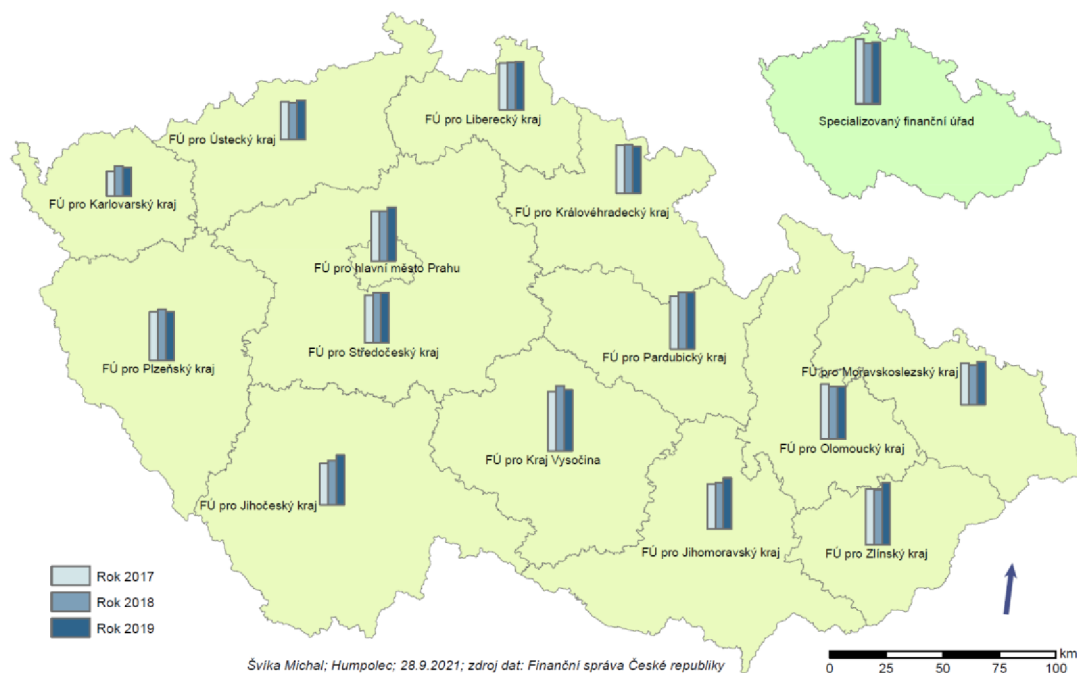 FÚ pro Liberecký kraj
Specializovaný finanční úřad
FÚ pro Ústecký kraj
FÚ pro Karlovarský kraj
FÚ pro Královéhradecký kraj
FÚ pro hlavní město Prahu
FÚ pro Středočeský kraj
FÚ pro Pardubický kraj
FÚ pro Plzeňský kraj
FÚ pro Moravskoslezský kraj
FÚ pro Olomoucký kraj
FÚ pro Kraj Vysočina
FÚ pro Jihočeský kraj
FÚ pro Jihomoravský kraj
FÚ pro Zlínský kraj
Rok 2017
Rok 2018
Rok 2019
Švika Michal; Humpolec; 28.9.2021; zdroj dat: Finanční správa České republiky
km
0 25 50 75 100